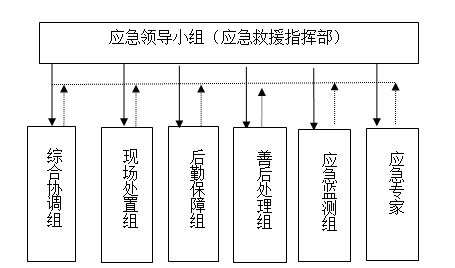 应急领导小组（应急救援指挥部）
综合协调组
现场处置组
后勤保障组
善后处理组
应急监测组
应急专家